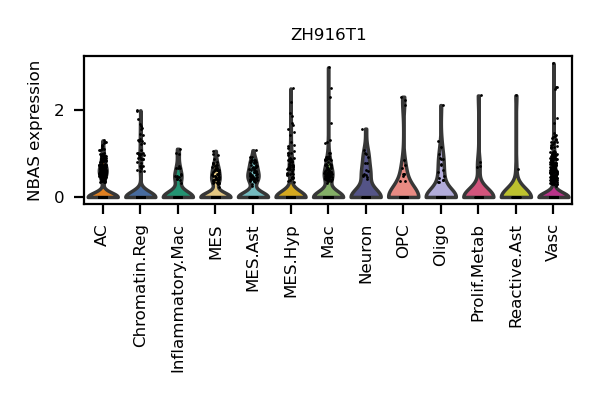 ZH916T1
NBAS expression
2
0
AC
Chromatin.Reg
Inflammatory.Mac
MES
MES.Ast
MES.Hyp
Mac
Neuron
OPC
Oligo
Prolif.Metab
Reactive.Ast
Vasc